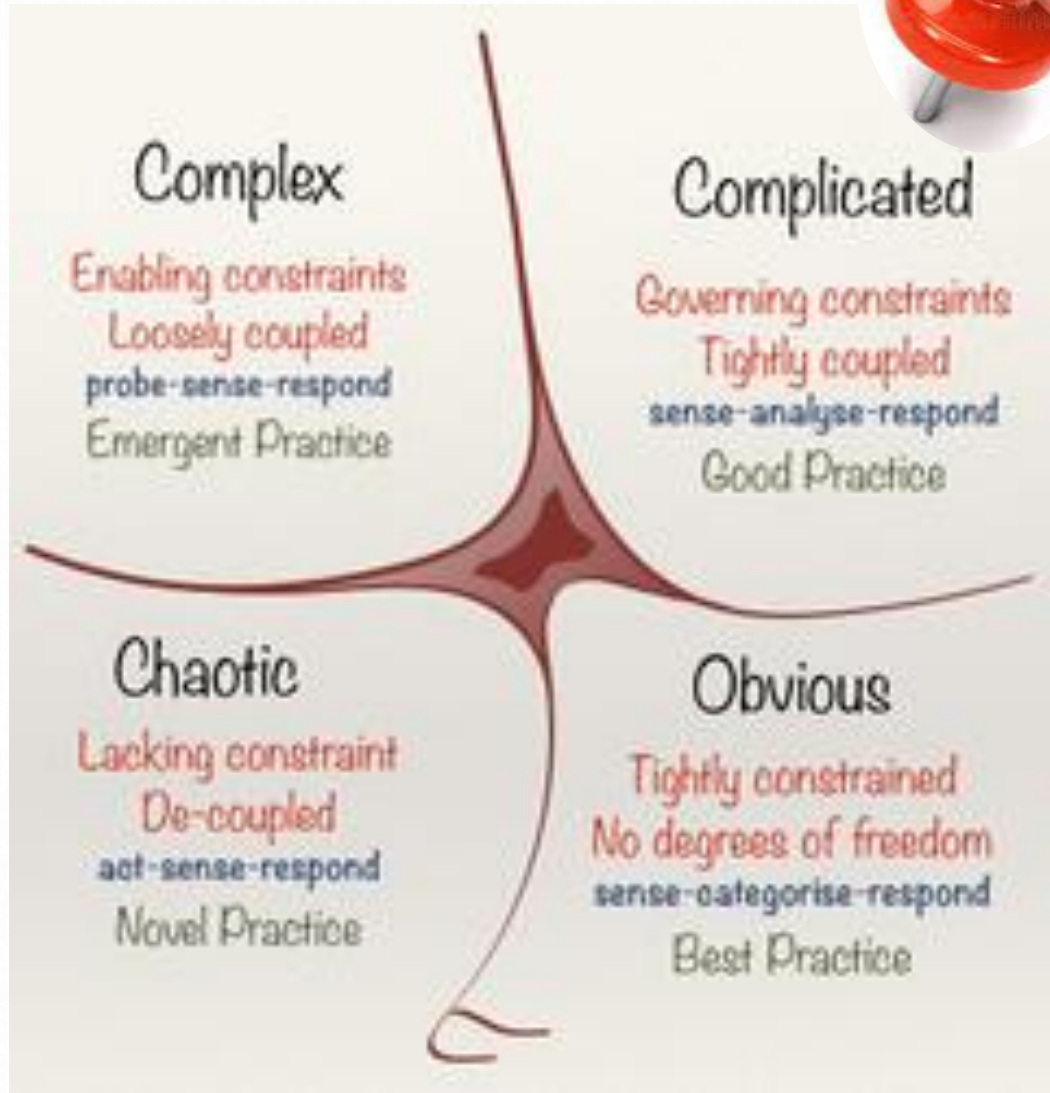 Complex
Enabling constraints
Loosely coupled
probe-sense-respond
Emergent Practice
Complicated
Governing constraints
Tightly coupled
sense-analyse-respond
Good Practice
Chaotic
Lacking constraint
De-coupled
act-sense-respond
Novel Practice
Obvious
Tightly constrained
No degrees of freedom
sense-categorise-respond
Best Practice